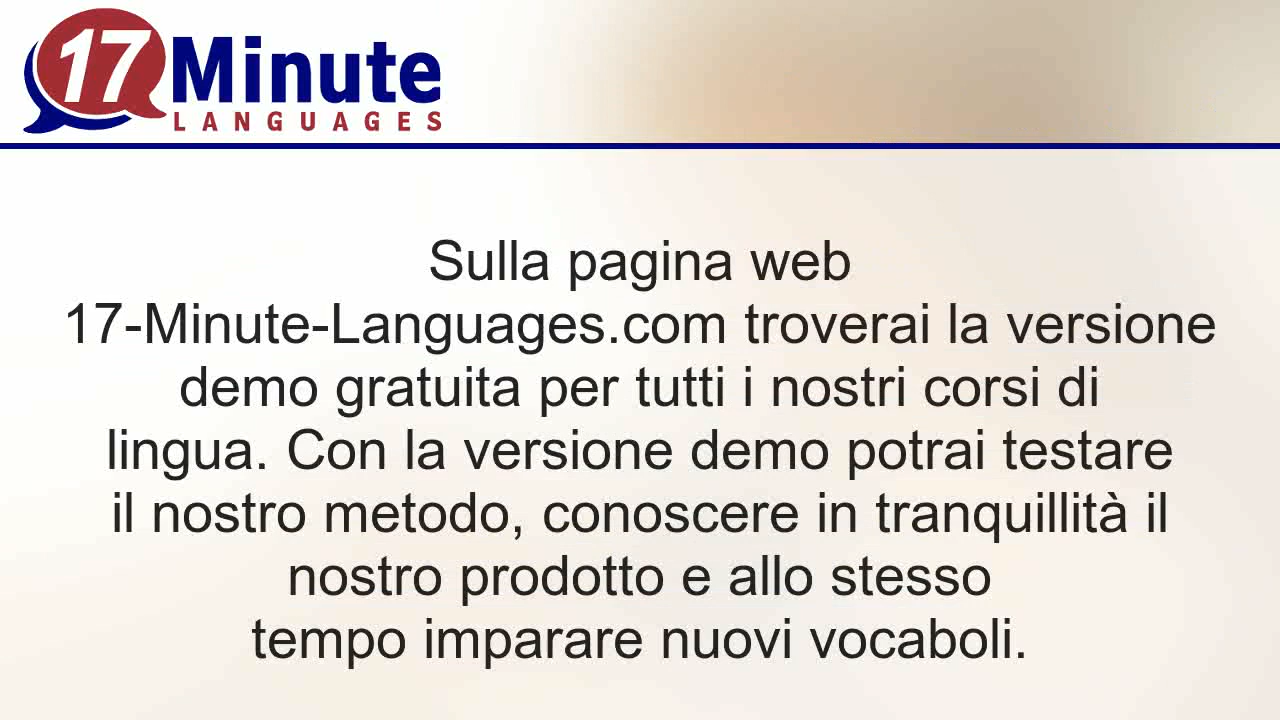 17 Minute
LANGUAGES
Sulla pagina web
17-Minute-Languages.com troverai la versione
demo gratuita per tutti i nostri corsi di
lingua. Con la versione demo potrai testare
il nostro metodo, conoscere in tranquillità il
nostro prodotto e allo stesso
tempo imparare nuovi vocaboli.